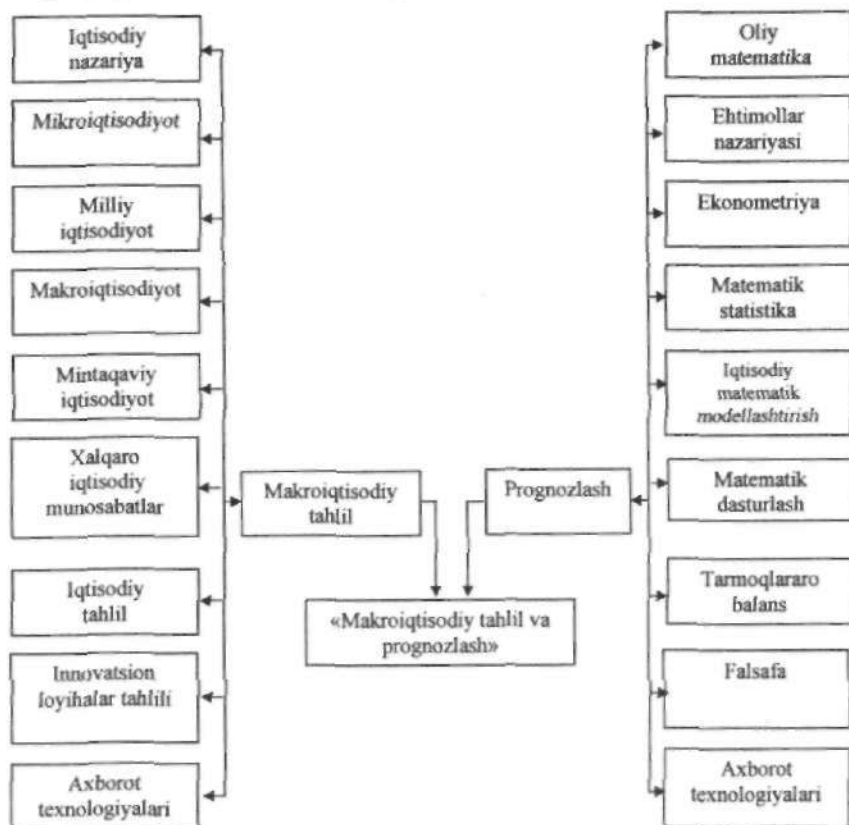 Iqtisodiy
nazariya
Mikroiqtisodiyot
Milliy
iqtisodiyot
Makroiqtisodiyot
Mintaqaviy
iqtisodiyot
Xalqaro
iqtisodiy
munosabatlar
Iqtisodiy
tahlil
Innovatsion
loyihalar tahlili
Axborot
texnologiyalari
Makroiqtisodiy
tahlil
Prognozlash
«Makroiqtisodiy tahlil va
prognozlash»
Oliy
matematika
Ehtimollar
nazariyasi
Ekonometriya
Matematik
statistika
Iqtisodiy
matematik
modellashtirish
Matematik
dasturlash
Tarmoqlararo
balans
Falsafa
Axborot
texnologiyalari